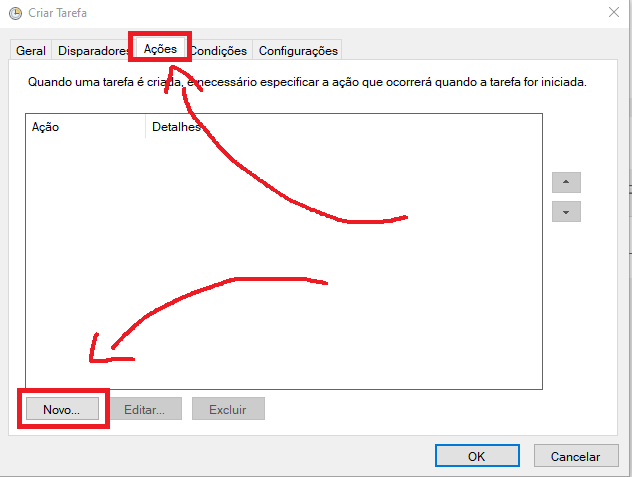 Criar Tarefa
Geral Disparadores Ações Condições Configurações
Quando uma tarefa é criada, é necessário especificar a ação que ocorrerá quando a tarefa for iniciada.
Ação Detalhes
Novo... Editar... Excluir
OK Cancelar